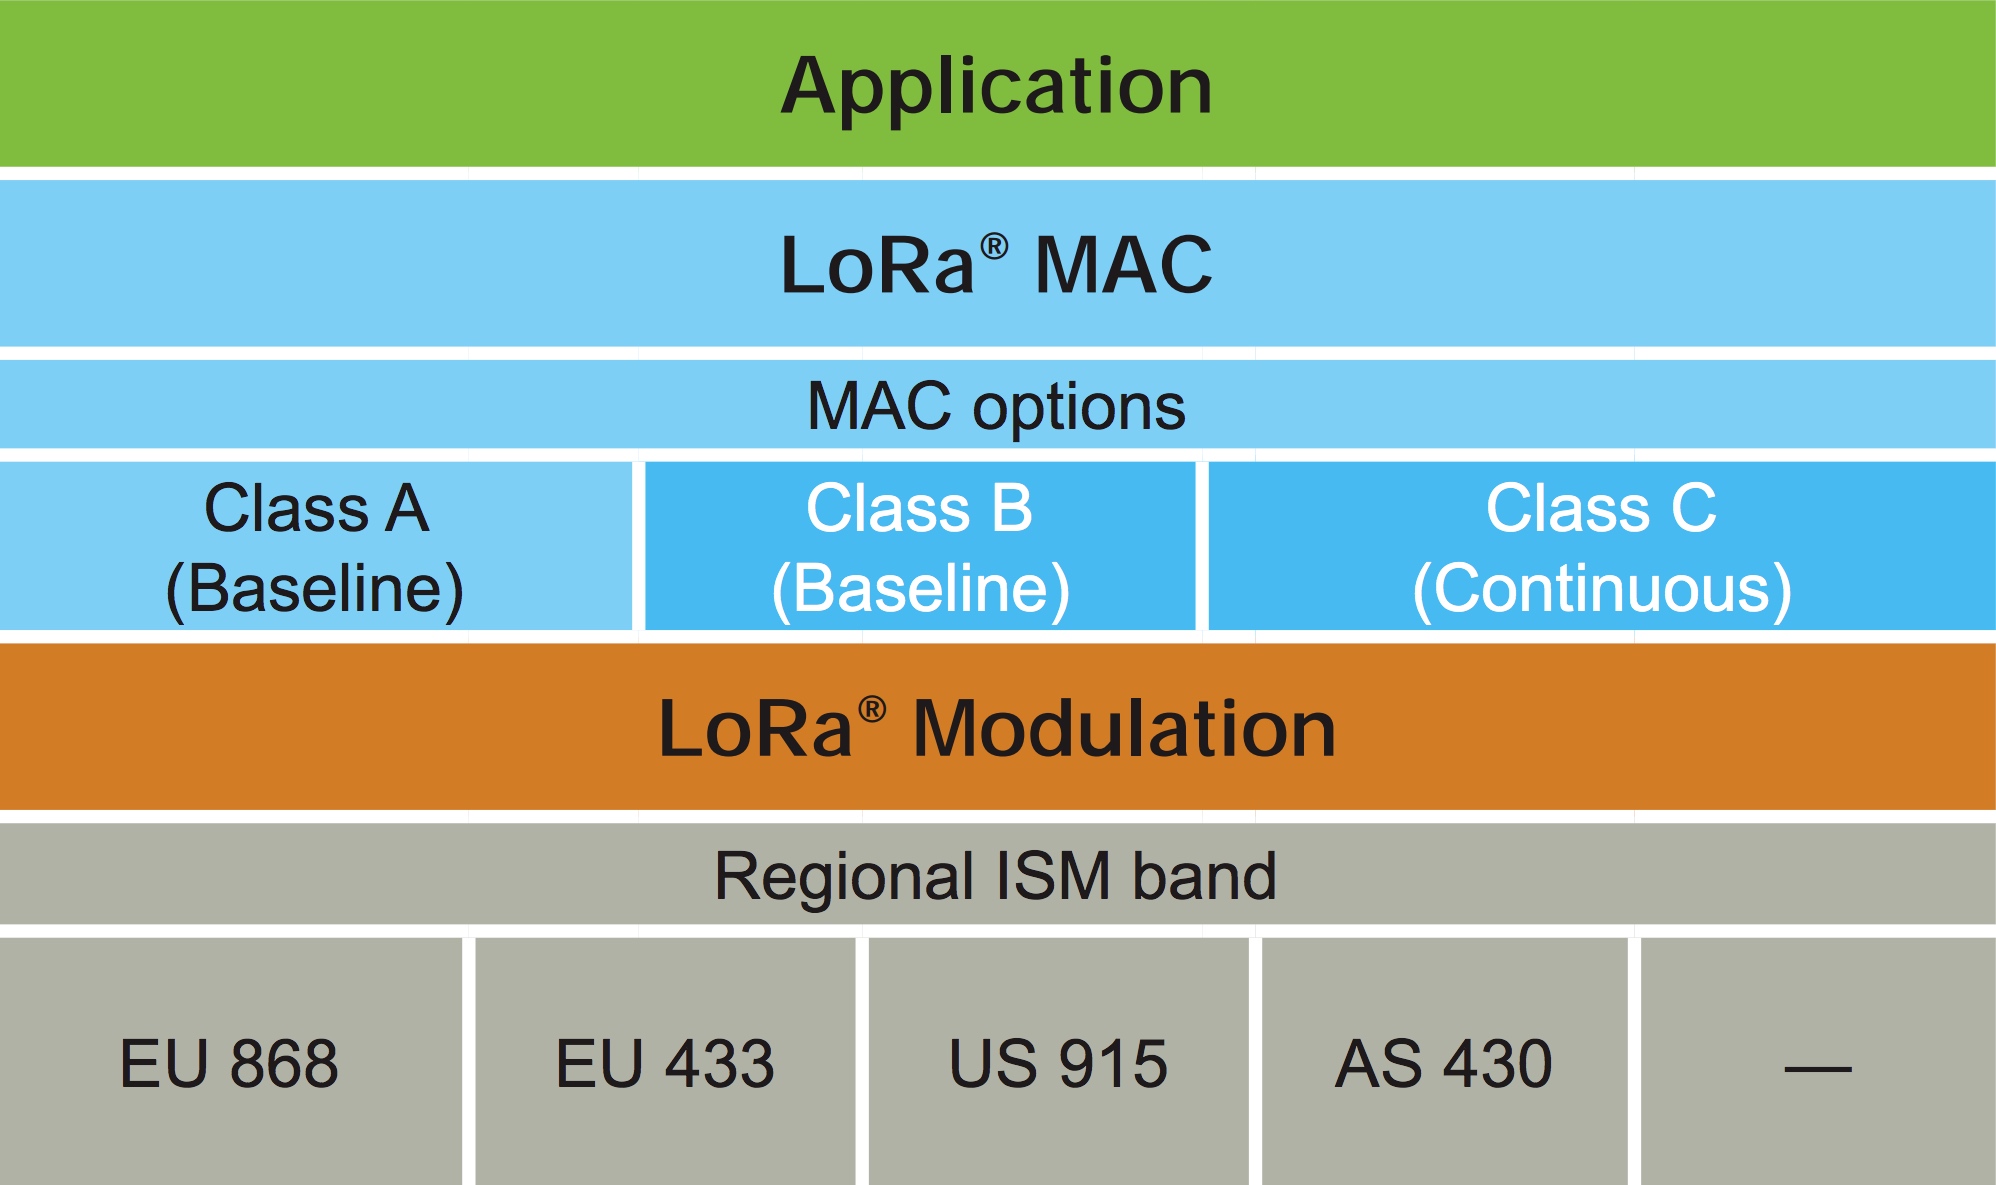 Application
LoRa® MAC
MAC options
Class A
(Baseline)
Class B
(Baseline)
Class C
(Continuous)
LoRa® Modulation
Regional ISM band
EU 868
EU 433
US 915
AS 430
—